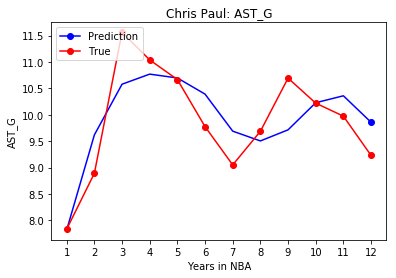 Chris Paul: AST_G
Prediction
True
AST_G
11.5
11.0
10.5
10.0
9.5
9.0
8.5
8.0
1 2 3 4 5 6 7 8 9 10 11 12
Years in NBA